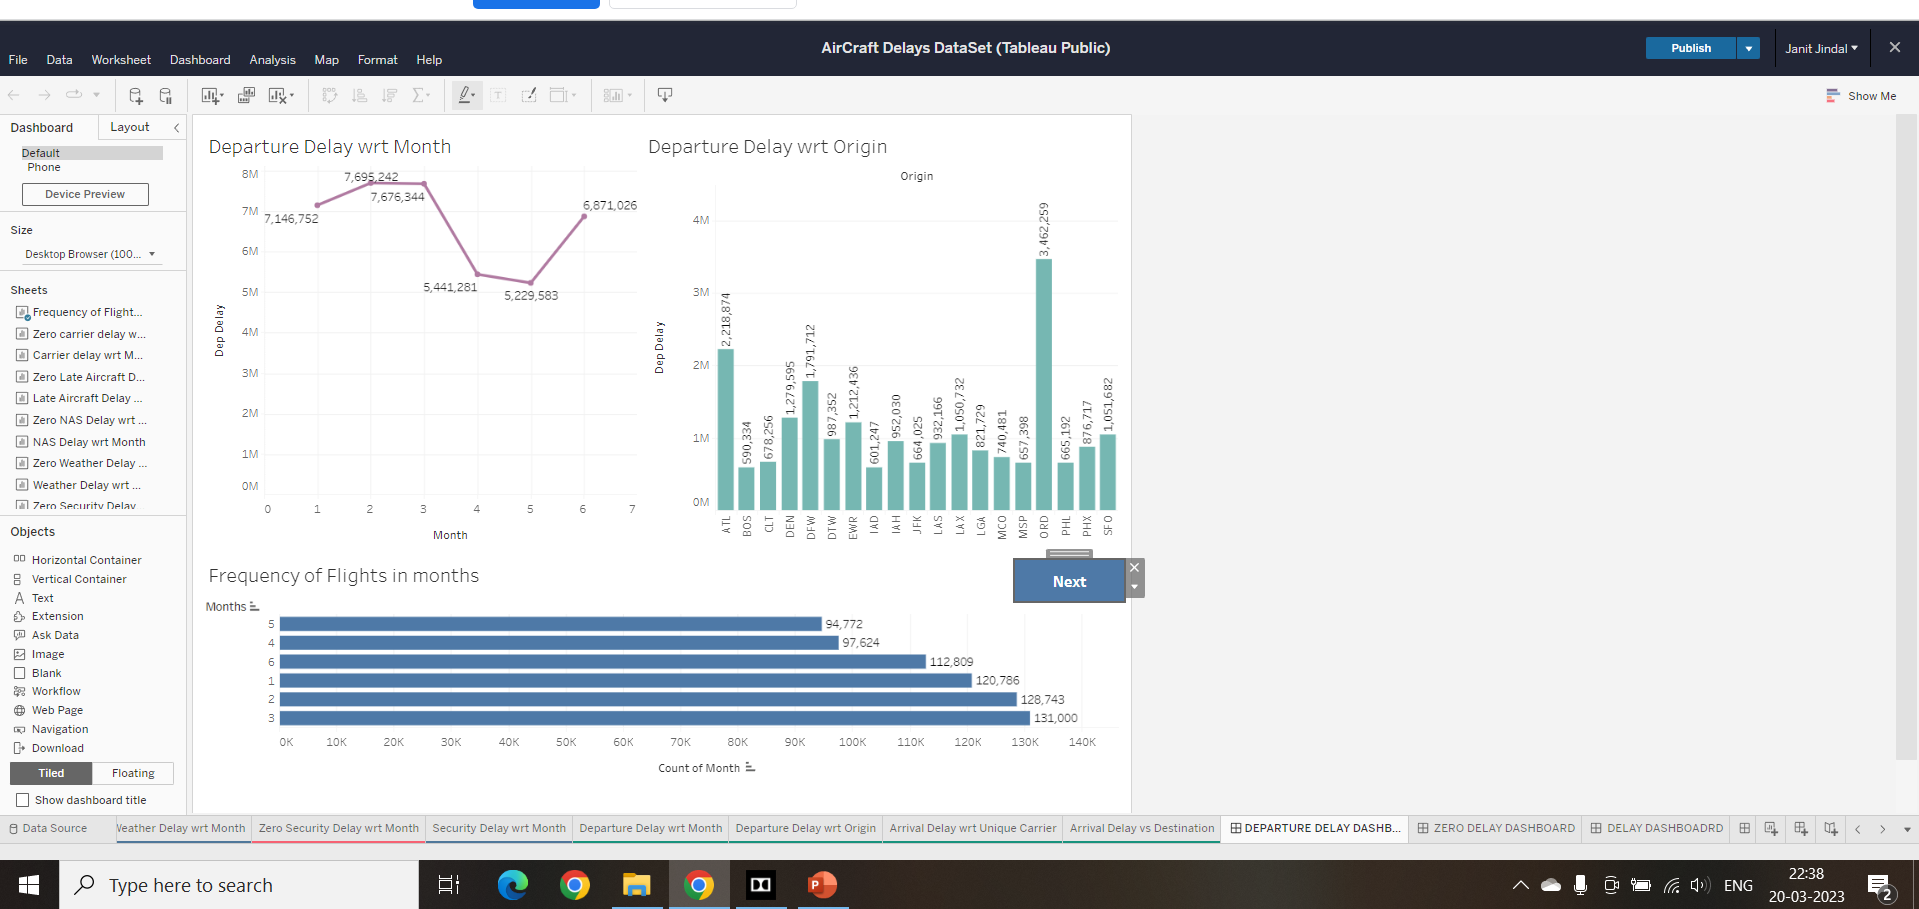 AirCraft Delays DataSet (Tableau Public)
Publish
Janit Jindal
File Data Worksheet Dashboard Analysis Map Format Help
Show Me
Dashboard Layout
Default
Phone
Device Preview
Size
Desktop Browser (100...
Sheets
Frequency of Flight...
Zero carrier delay w...
Carrier delay wrt M...
Zero Late Aircraft D...
Late Aircraft Delay ...
Zero NAS Delay wrt ...
NAS Delay wrt Month
Zero Weather Delay ...
Weather Delay wrt ...
Zero Security Delay
Objects
Horizontal Container
Vertical Container
Text
Extension
Ask Data
Image
Blank
Workflow
Web Page
Navigation
Download
Tiled Floating
Show dashboard title
Departure Delay wrt Month
8M
7M
6M
5M
4M
3M
2M
1M
0M
Dep Delay
7,146,752
7,695,242
7,676,344
5,441,281
5,229,583
6,871,026
0 1 2 3 4 5 6 7
Month
Departure Delay wrt Origin
Origin
4M
3M
2M
1M
0M
Dep Delay
2,218,874
590,334
678,256
1,279,595
1,791,712
987,352
1,212,436
601,247
952,030
664,025
932,166
1,050,732
821,729
740,481
657,398
3,462,259
665,192
876,717
1,051,682
ATL BOS CLT DEN DFW DTW EWR IAD IAH JFK LAS LAX LGA MCO MSP ORD PHL PHX SFO
Next
Frequency of Flights in months
Months
5 94,772
4 97,624
6 112,809
1 120,786
2 128,743
3 131,000
0K 10K 20K 30K 40K 50K 60K 70K 80K 90K 100K 110K 120K 130K 140K
Count of Month
Data Source Weather Delay wrt Month Zero Security Delay wrt Month Security Delay wrt Month Departure Delay wrt Month Departure Delay wrt Origin Arrival Delay wrt Unique Carrier Arrival Delay vs Destination DEPARTURE DELAY DASHB... ZERO DELAY DASHBOARD DELAY DASHBOADRD
Type here to search
ENG
22:38
20-03-2023
2